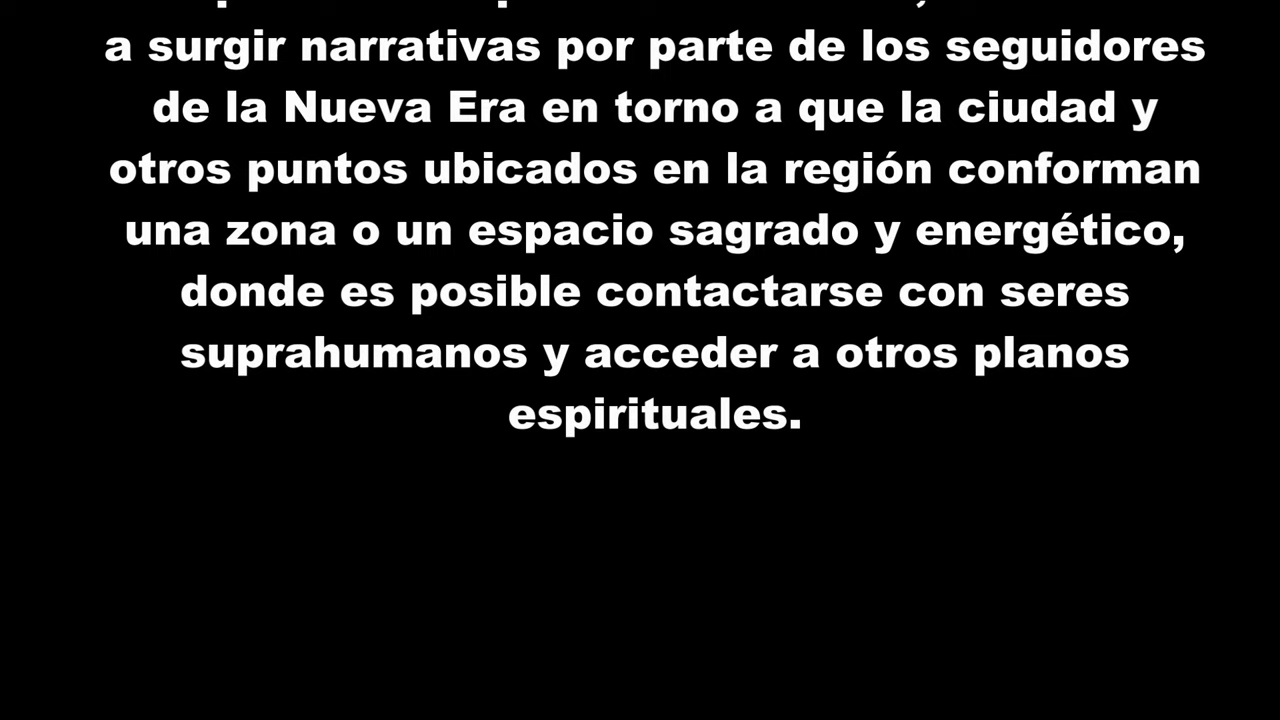 a surgir narrativas por parte de los seguidores
de la Nueva Era en torno a que la ciudad y
otros puntos ubicados en la región conforman
una zona o un espacio sagrado y energético,
donde es posible contactarse con seres
suprahumanos y acceder a otros planos
espirituales.